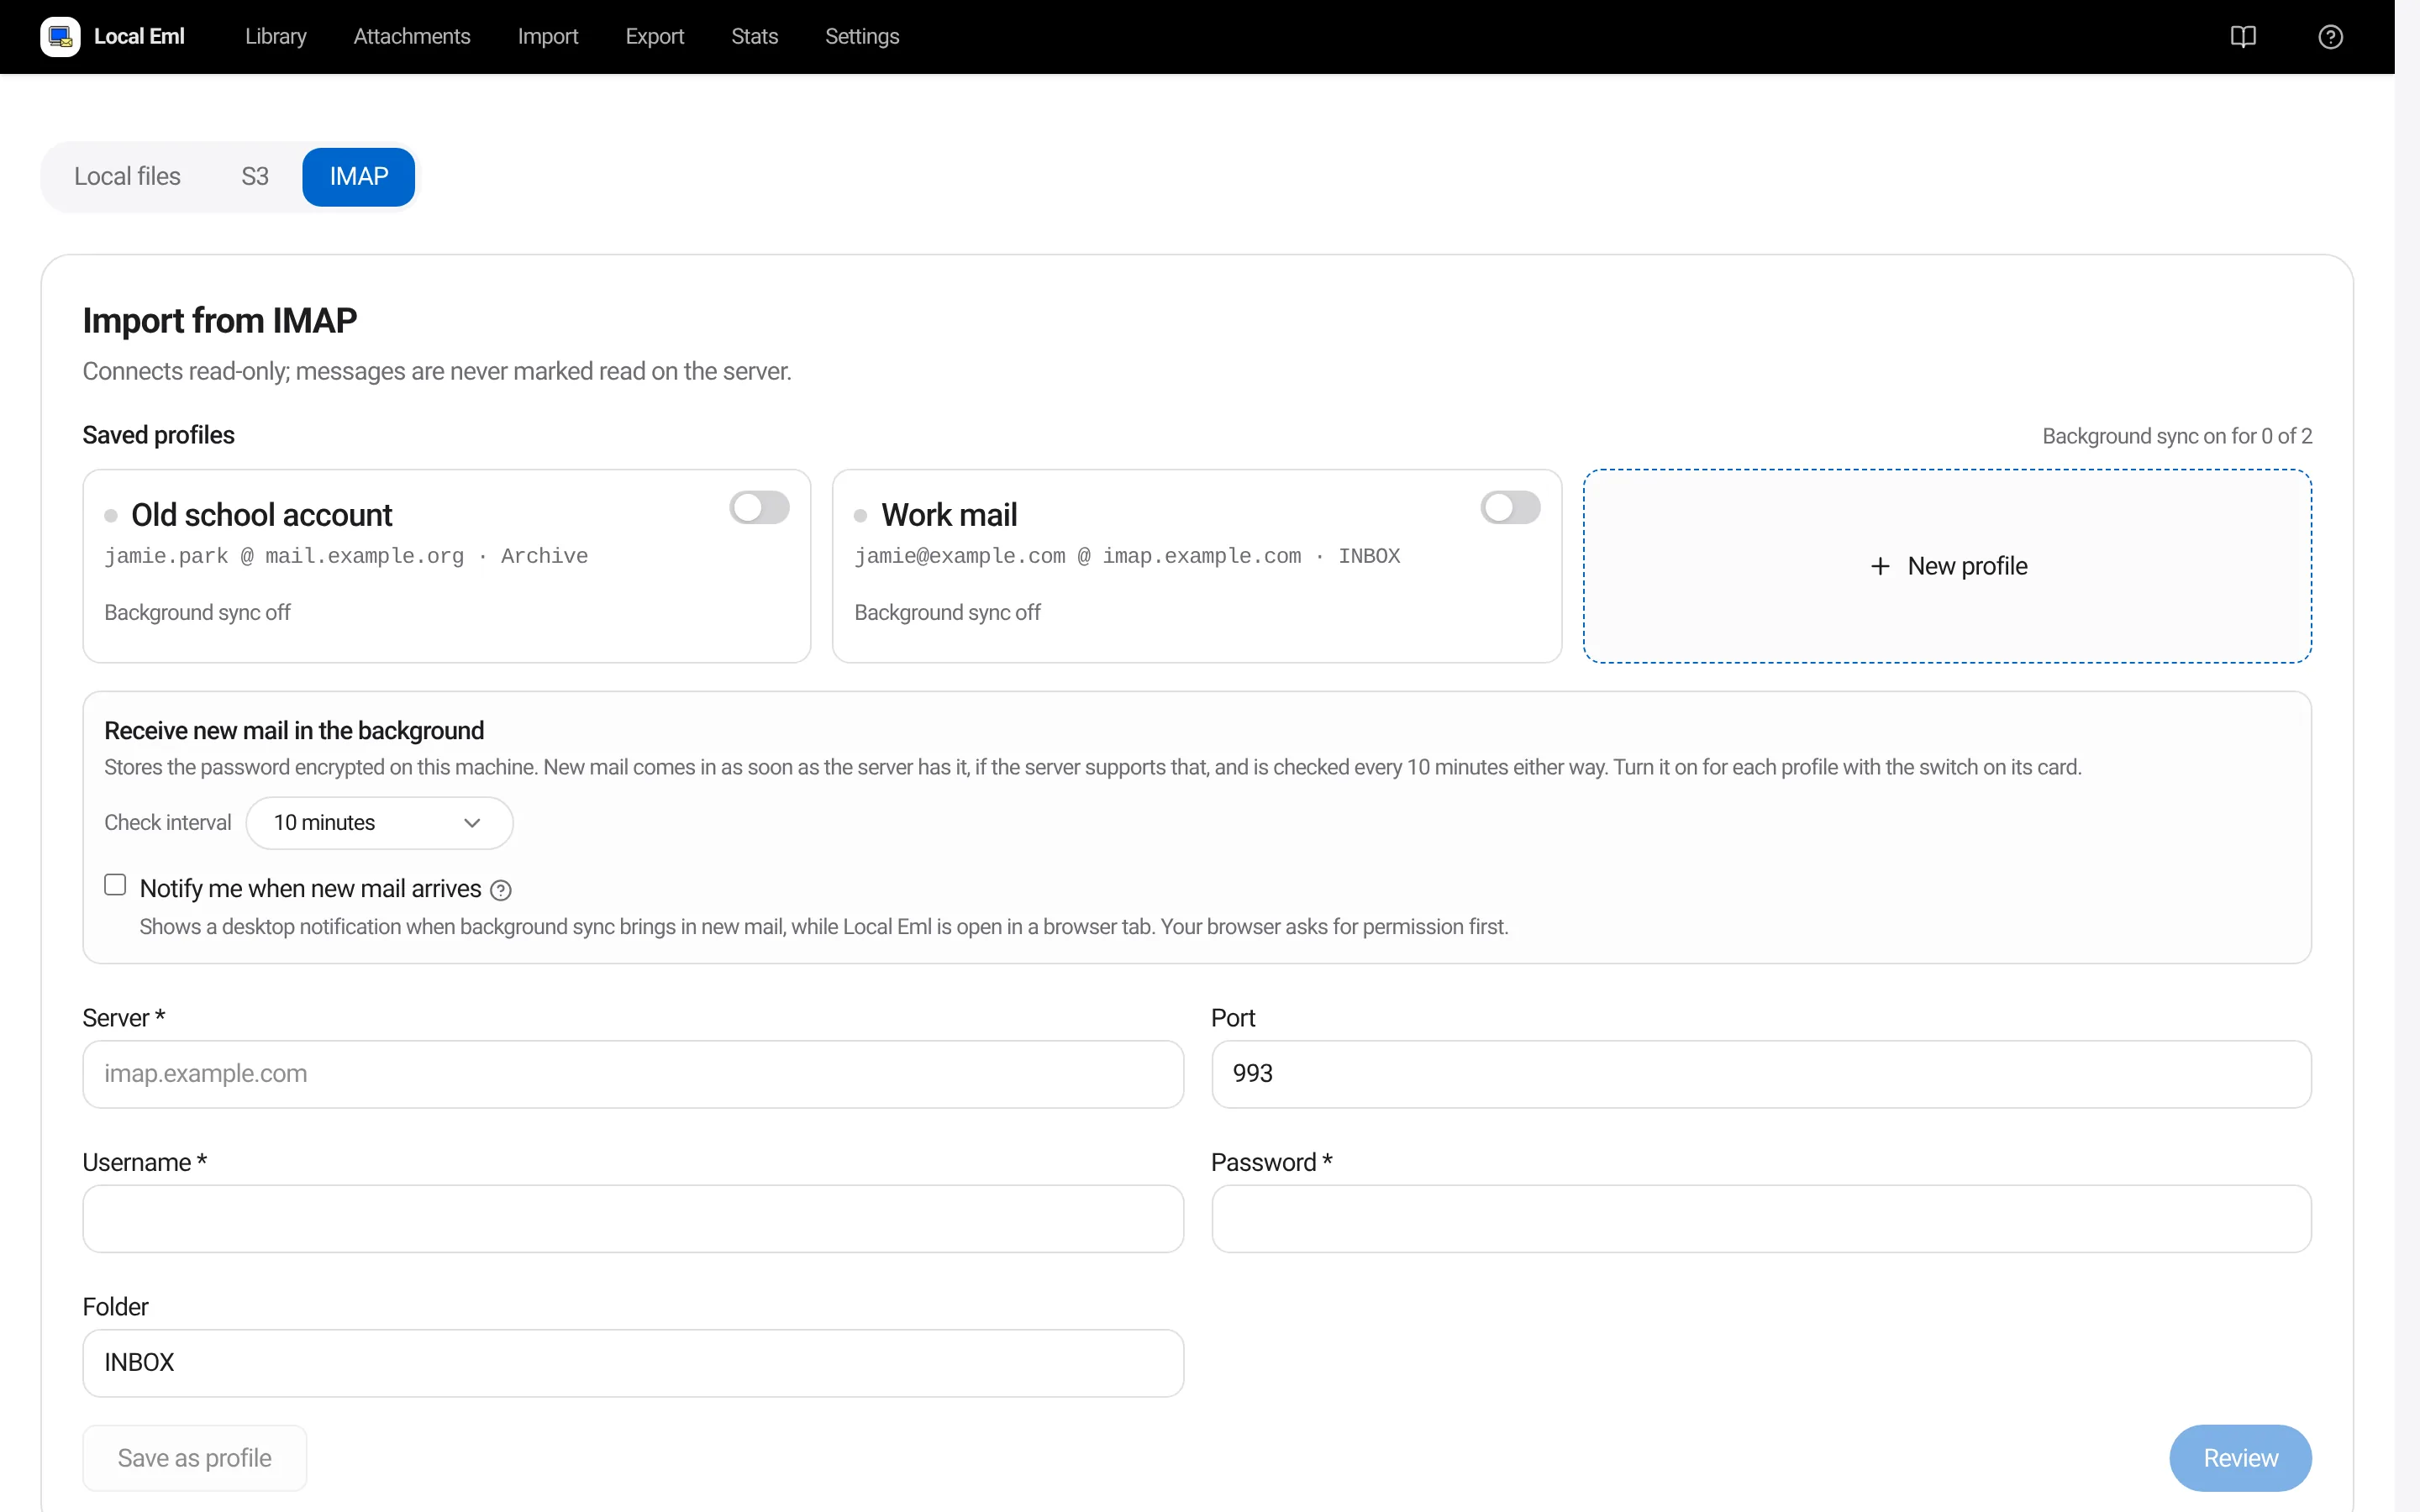 Local Eml Library Attachments Import Export Stats Settings
Local files S3 IMAP
Import from IMAP
Connects read-only; messages are never marked read on the server.
Saved profiles Background sync on for 0 of 2
Old school account
jamie.park @ mail.example.org · Archive
Background sync off
Work mail
jamie@example.com @ imap.example.com · INBOX
Background sync off
+ New profile
Receive new mail in the background
Stores the password encrypted on this machine. New mail comes in as soon as the server has it, if the server supports that, and is checked every 10 minutes either way. Turn it on for each profile with the switch on its card.
Check interval 10 minutes
Notify me when new mail arrives ?
Shows a desktop notification when background sync brings in new mail, while Local Eml is open in a browser tab. Your browser asks for permission first.
Server * Port
imap.example.com 993
Username * Password *
Folder
INBOX
Save as profile Review